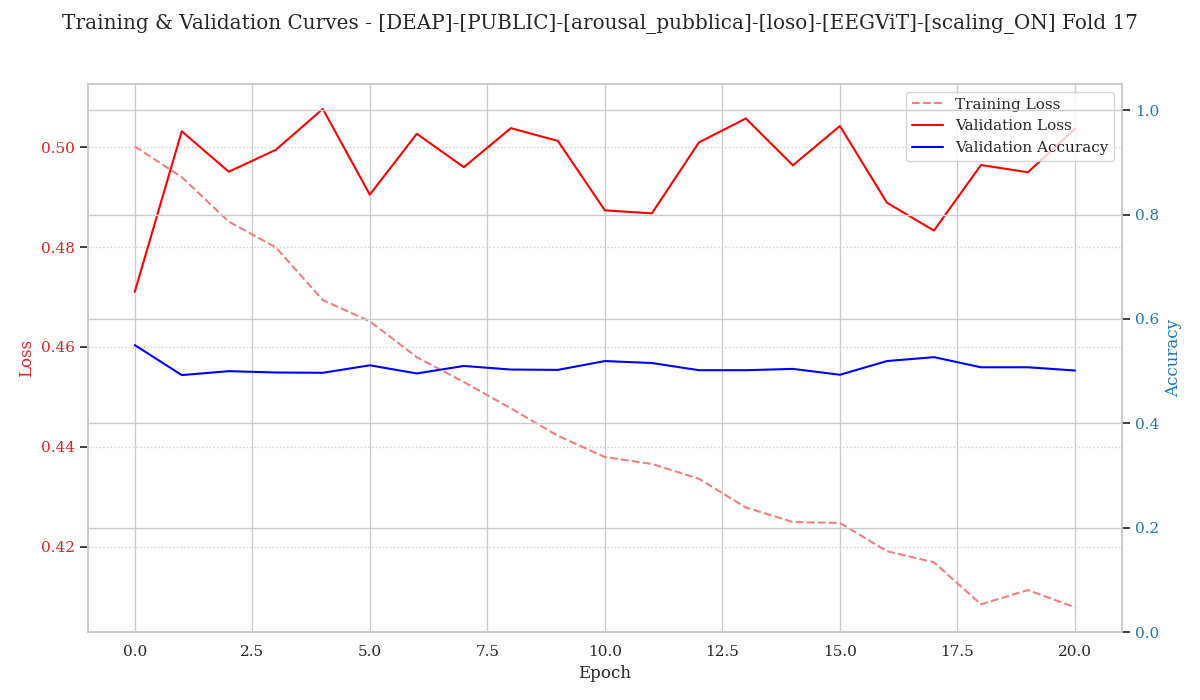 Training & Validation Curves - [DEAP]-[PUBLIC]-[arousal_pubblica]-[loso]-[EEGViT]-[scaling_ON] Fold 17
Training Loss
Validation Loss
Validation Accuracy
Loss
0.50
0.48
0.46
0.44
0.42
1.0
0.8
0.6
0.4
0.2
0.0
Accuracy
0.0 2.5 5.0 7.5 10.0 12.5 15.0 17.5 20.0
Epoch